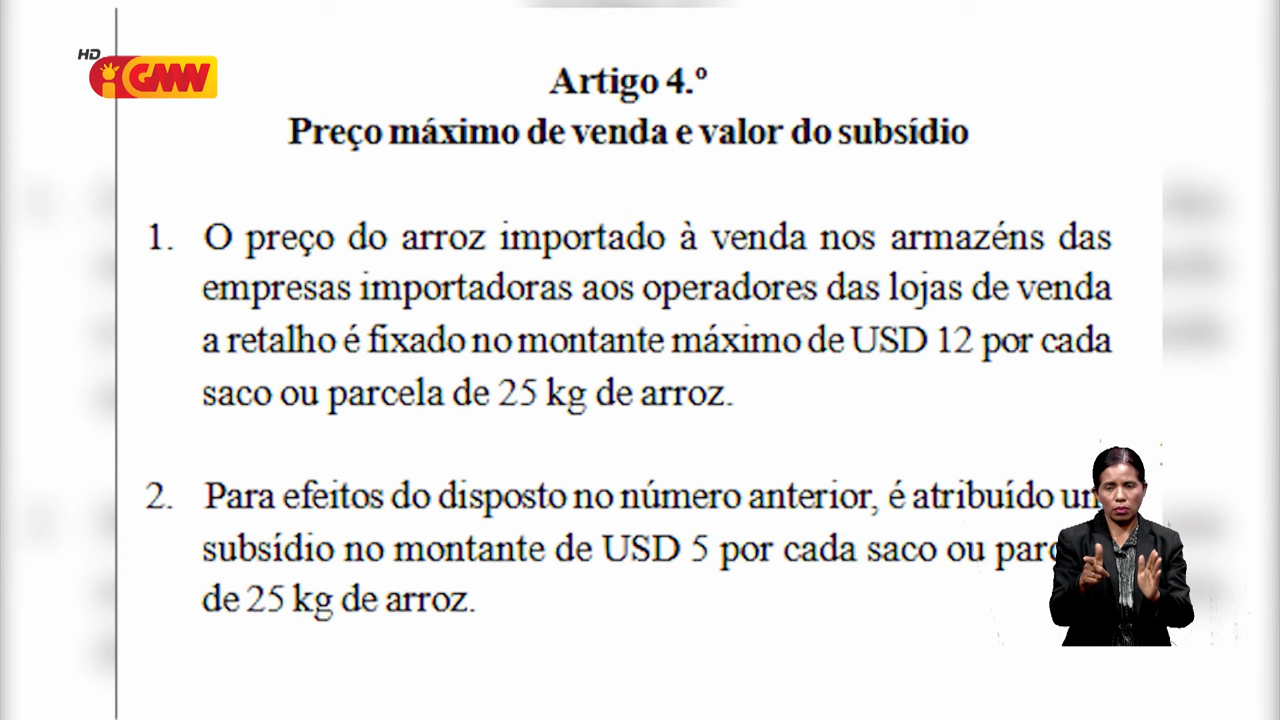 HD
GMN
Artigo 4.º
Preço máximo de venda e valor do subsídio
1. O preço do arroz importado à venda nos armazéns das
empresas importadoras aos operadores das lojas de venda
a retalho é fixado no montante máximo de USD 12 por cada
saco ou parcela de 25 kg de arroz.
2. Para efeitos do disposto no número anterior, é atribuído
subsídio no montante de USD 5 por cada saco ou
de 25 kg de arroz.